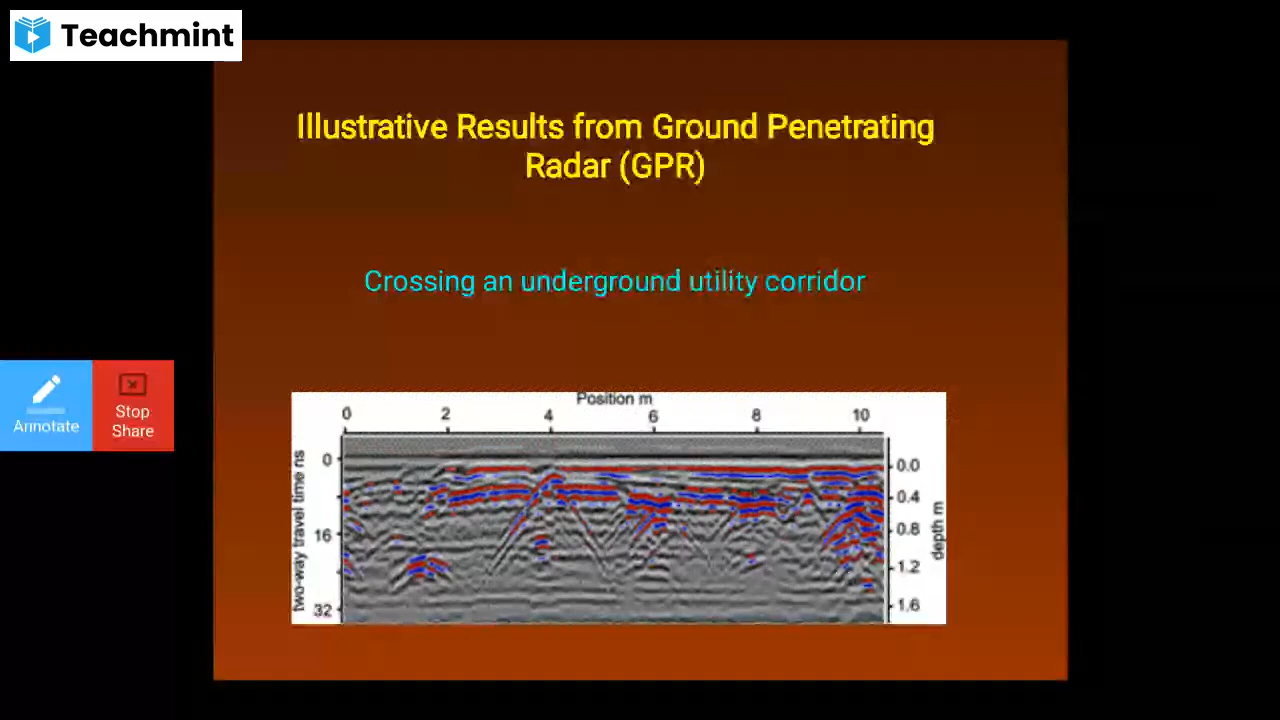 Teachmint
Illustrative Results from Ground Penetrating
Radar (GPR)
Crossing an underground utility corridor
Annotate
Stop
Share
Position m
0 2 4 6 8 10
two-way travel time ns
0
16
32
0.0
0.4
0.8
1.2
1.6
depth m